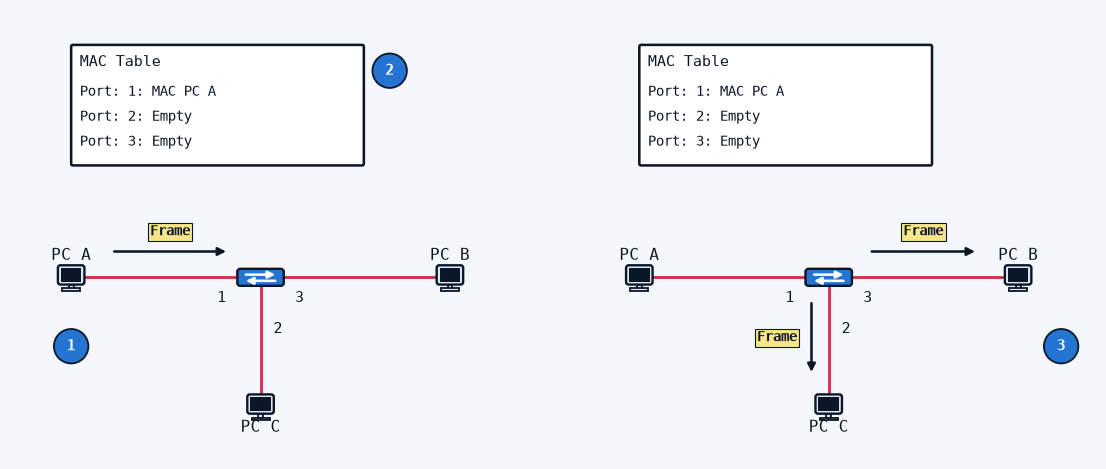 MAC Table
Port: 1: MAC PC A
Port: 2: Empty
Port: 3: Empty
2
Frame
PC A
PC B
1
3
2
1
PC C
MAC Table
Port: 1: MAC PC A
Port: 2: Empty
Port: 3: Empty
Frame
PC A
PC B
1
3
2
Frame
3
PC C